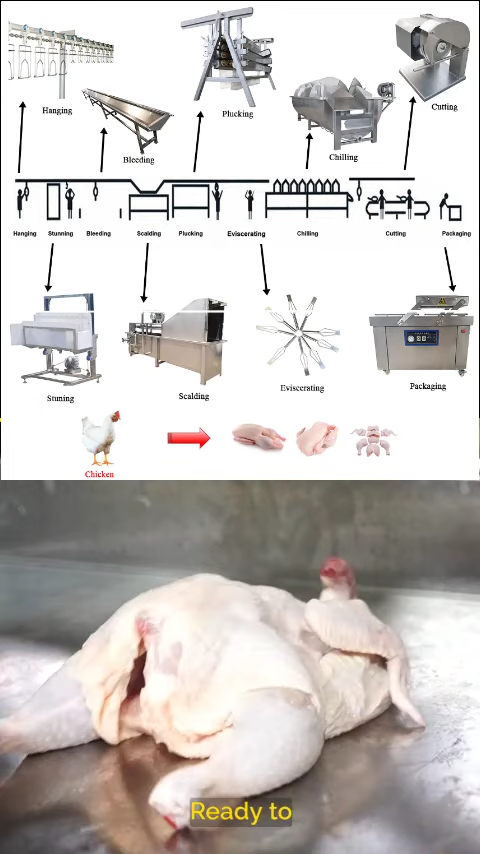 Hanging
Bleeding
Plucking
Chilling
Cutting
Hanging Stunning Bleeding Scalding Plucking Eviscerating Chilling Cutting Packaging
Stuning
Scalding
Eviscerating
Packaging
Chicken
Ready to